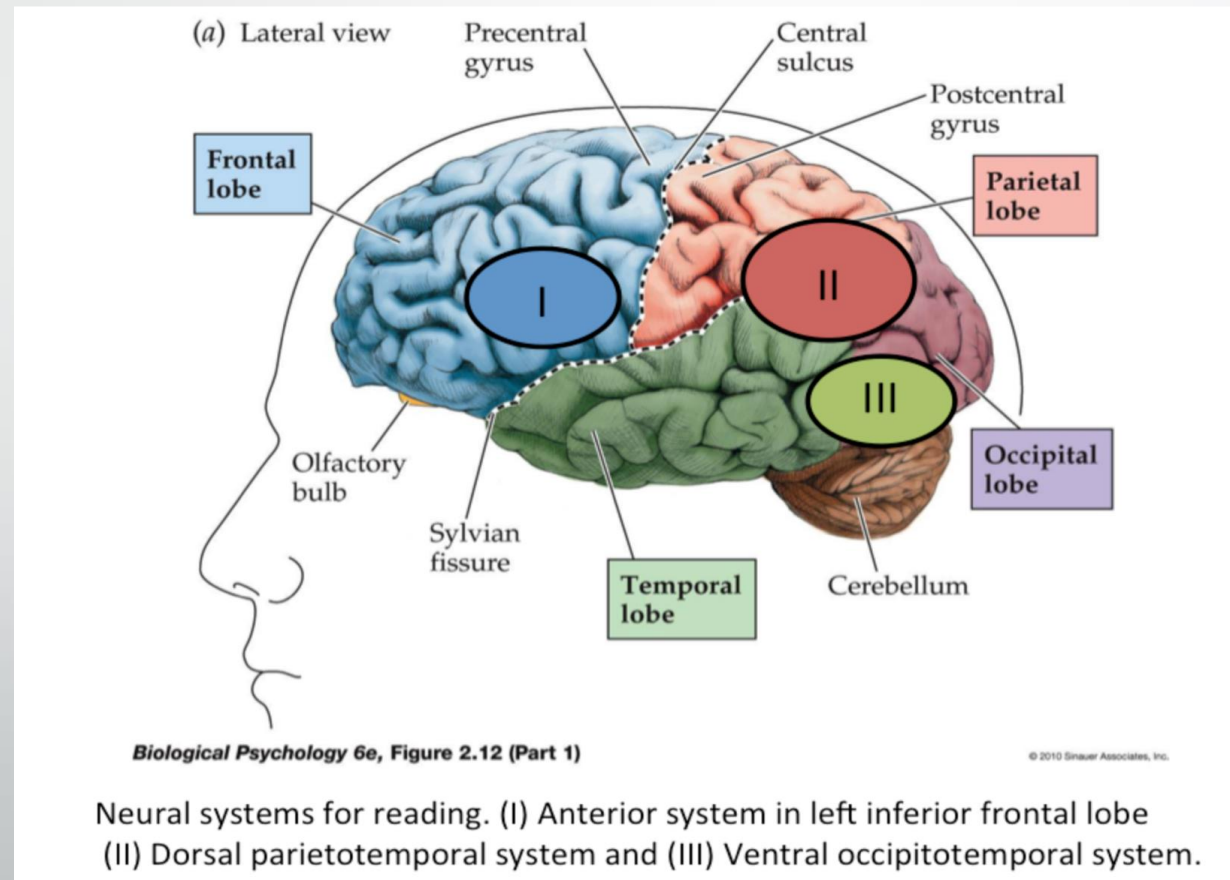 (a) Lateral view
Precentral
gyrus
Central
sulcus
Postcentral
gyrus
Frontal
lobe
Parietal
lobe
I
II
III
Olfactory
bulb
Sylvian
fissure
Temporal
lobe
Cerebellum
Occipital
lobe
Biological Psychology 6e, Figure 2.12 (Part 1)
© 2010 Sinauer Associates, Inc.
Neural systems for reading. (I) Anterior system in left inferior frontal lobe
(II) Dorsal parietotemporal system and (III) Ventral occipitotemporal system.